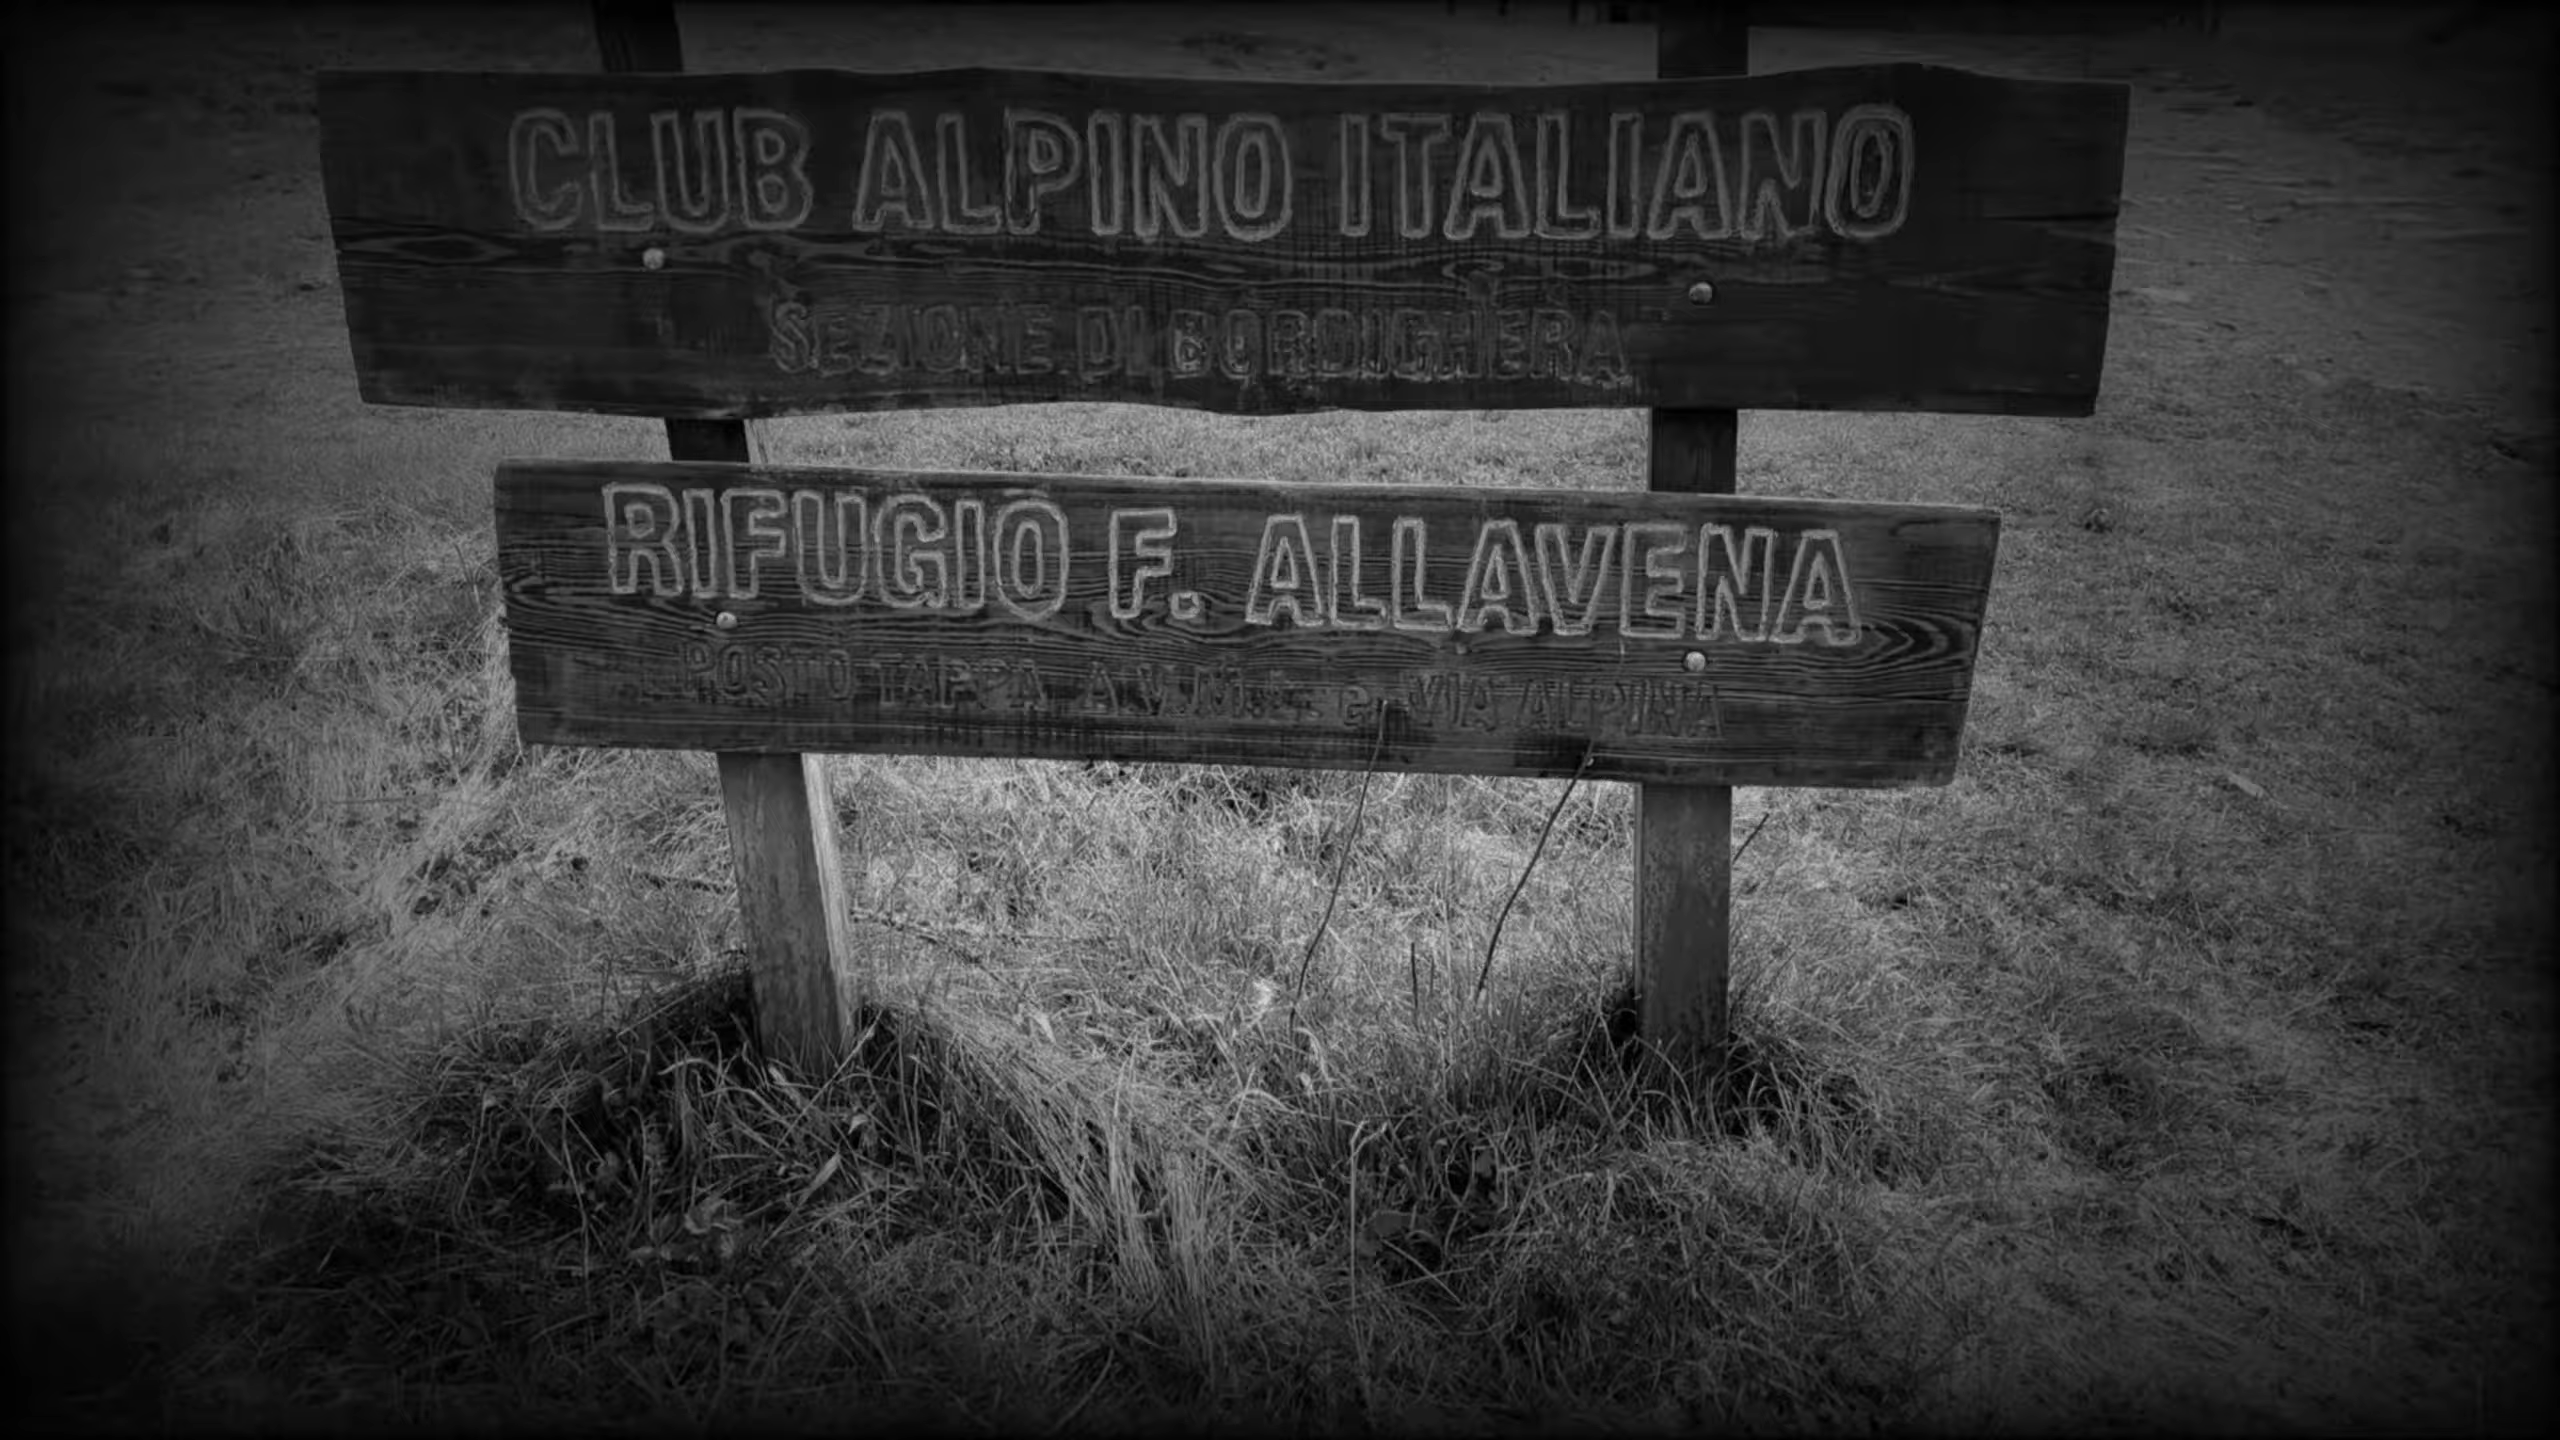 CLUB ALPINO ITALIANO
SEZIONE DI BORDIGHERA
RIFUGIO F. ALLAVENA
POSTO TAPPA A.V.M.L. e VIA ALPINA